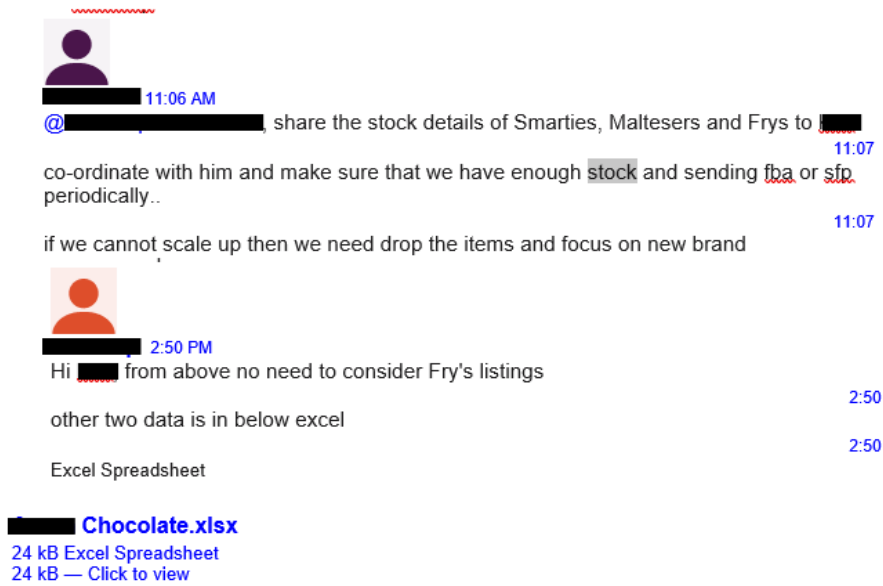 11:06 AM
@ , share the stock details of Smarties, Maltesers and Frys to
11:07
co-ordinate with him and make sure that we have enough stock and sending fba or sfp
periodically..
11:07
if we cannot scale up then we need drop the items and focus on new brand
2:50 PM
Hi from above no need to consider Fry's listings
2:50
other two data is in below excel
2:50
Excel Spreadsheet
Chocolate.xlsx
24 kB Excel Spreadsheet
24 kB — Click to view